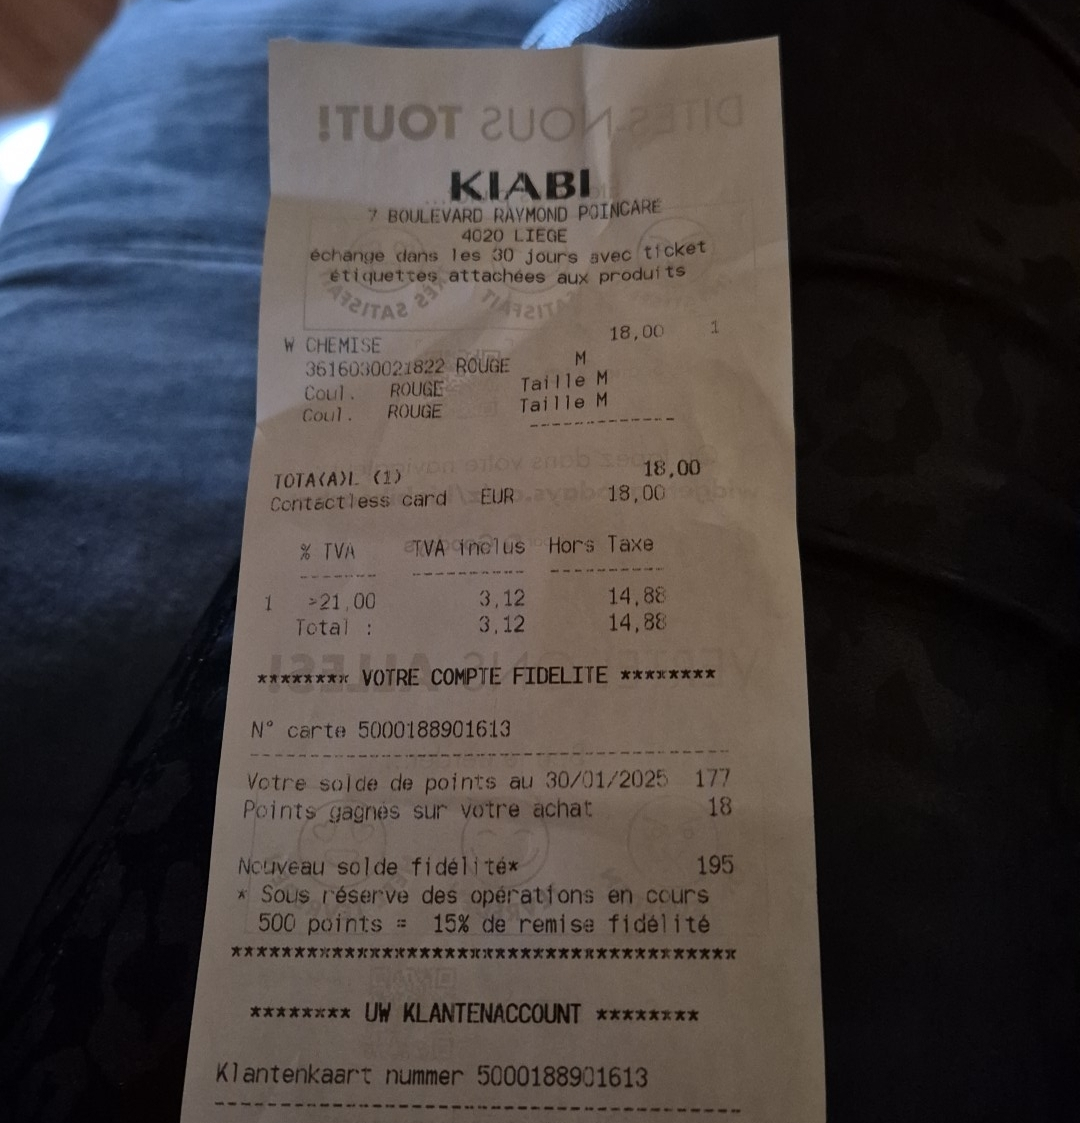 DITES-NOUS TOUT!
KIABI
7 BOULEVARD RAYMOND POINCARE
4020 LIEGE
échange dans les 30 jours avec ticket
étiquettes attachées aux produits
W CHEMISE 18,00 1
3616030021822 ROUGE M
Coul. ROUGE Taille M
Coul. ROUGE Taille M
------------
TOTA(A)L (1) 18,00
Contactless card EUR 18,00
% TVA TVA inclus Hors Taxe
-------- ----------- -----------
1 >21,00 3,12 14,88
Total : 3,12 14,88
******** VOTRE COMPTE FIDELITE ********
N° carte 5000188901613
----------------------------------------
Votre solde de points au 30/01/2025 177
Points gagnés sur votre achat 18
Nouveau solde fidélité* 195
* Sous réserve des opérations en cours
500 points = 15% de remise fidélité
****************************************
******** UW KLANTENACCOUNT ********
Klantenkaart nummer 5000188901613
----------------------------------------